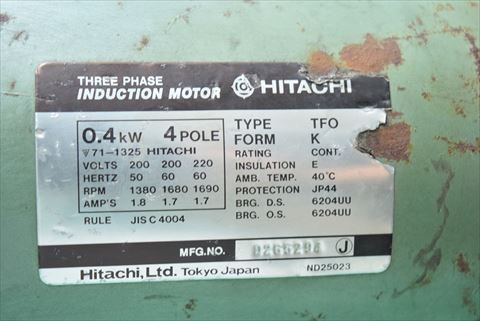 THREE PHASE
INDUCTION MOTOR
HITACHI
0.4 kW 4 POLE
71-1325 HITACHI
VOLTS 200 200 220
HERTZ 50 60 60
RPM 1380 1680 1690
AMP'S 1.8 1.7 1.7
RULE JIS C 4004
TYPE TFO
FORM K
RATING CONT.
INSULATION E
AMB. TEMP. 40°C
PROTECTION JP44
BRG. D.S. 6204UU
BRG. O.S. 6204UU
MFG.NO. J
Hitachi, Ltd. Tokyo Japan
ND25023